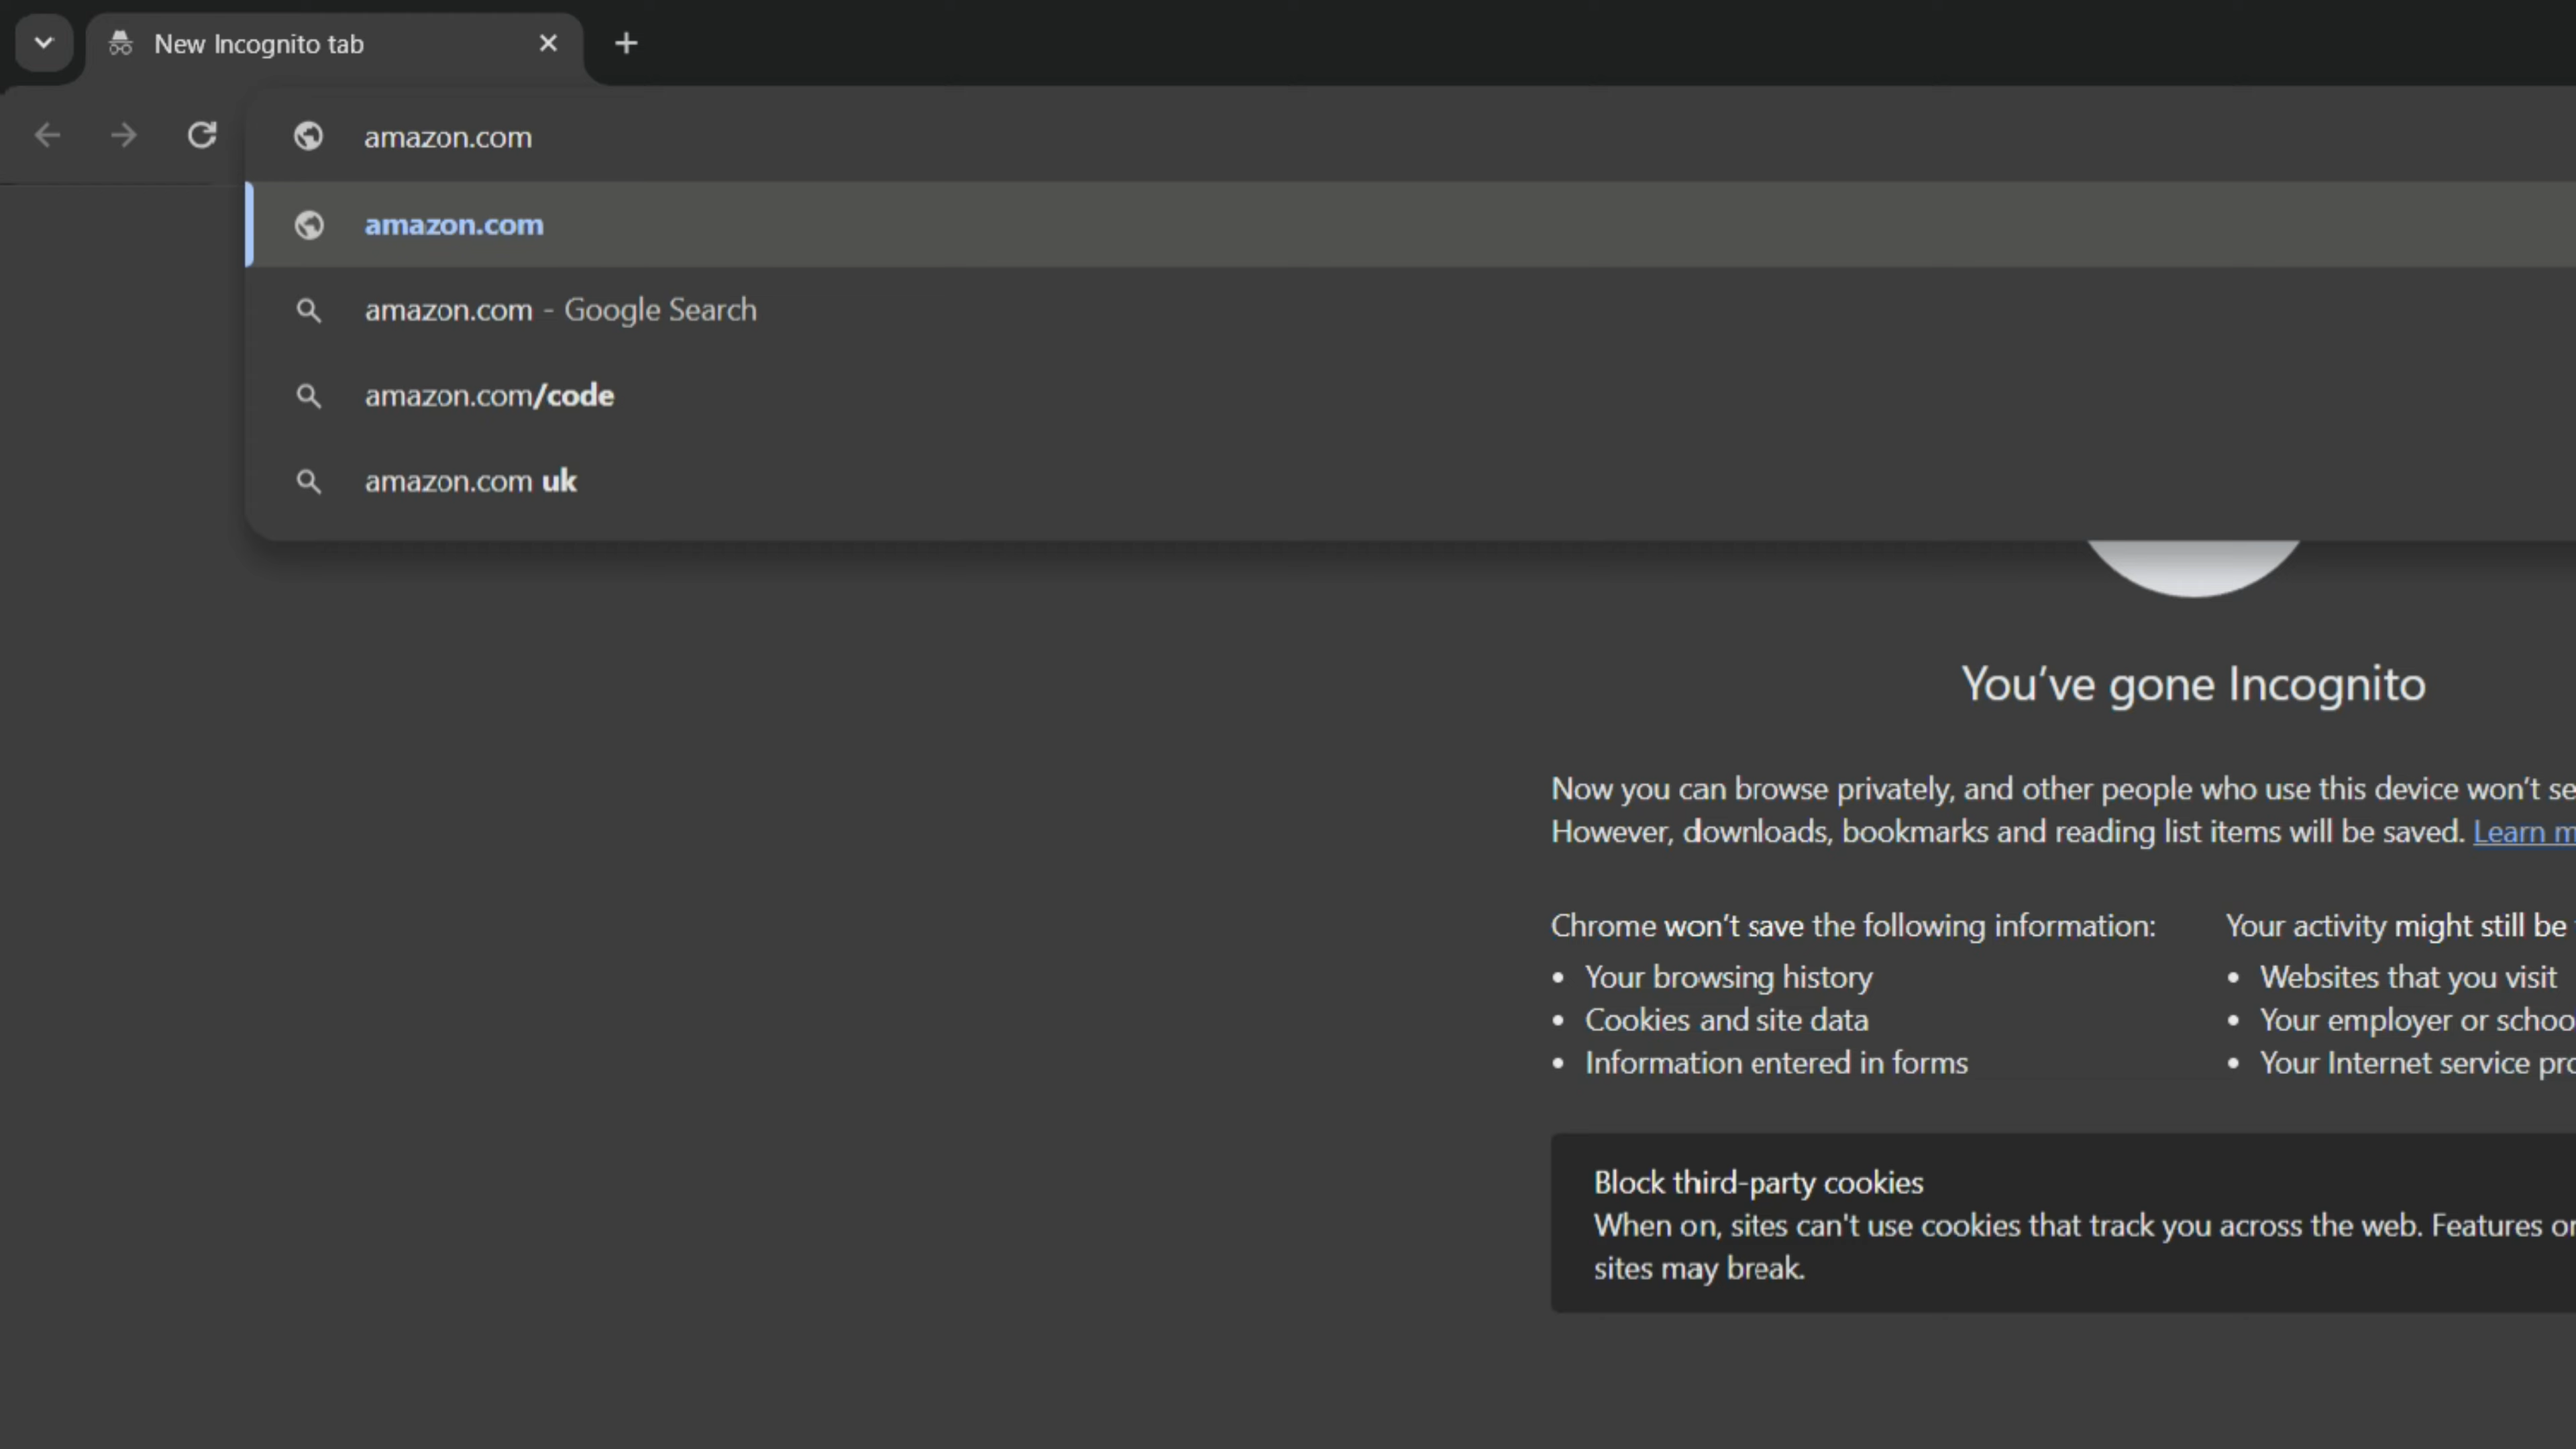 New Incognito tab
amazon.com
amazon.com
amazon.com - Google Search
amazon.com/code
amazon.com uk
You've gone Incognito
Now you can browse privately, and other people who use this device won't
However, downloads, bookmarks and reading list items will be saved. Learn
Chrome won't save the following information:
Your browsing history
Cookies and site data
Information entered in forms
Your activity might still be
Websites that you visit
Your employer or
Your Internet service
Block third-party cookies
When on, sites can't use cookies that track you across the web. Features
sites may break.